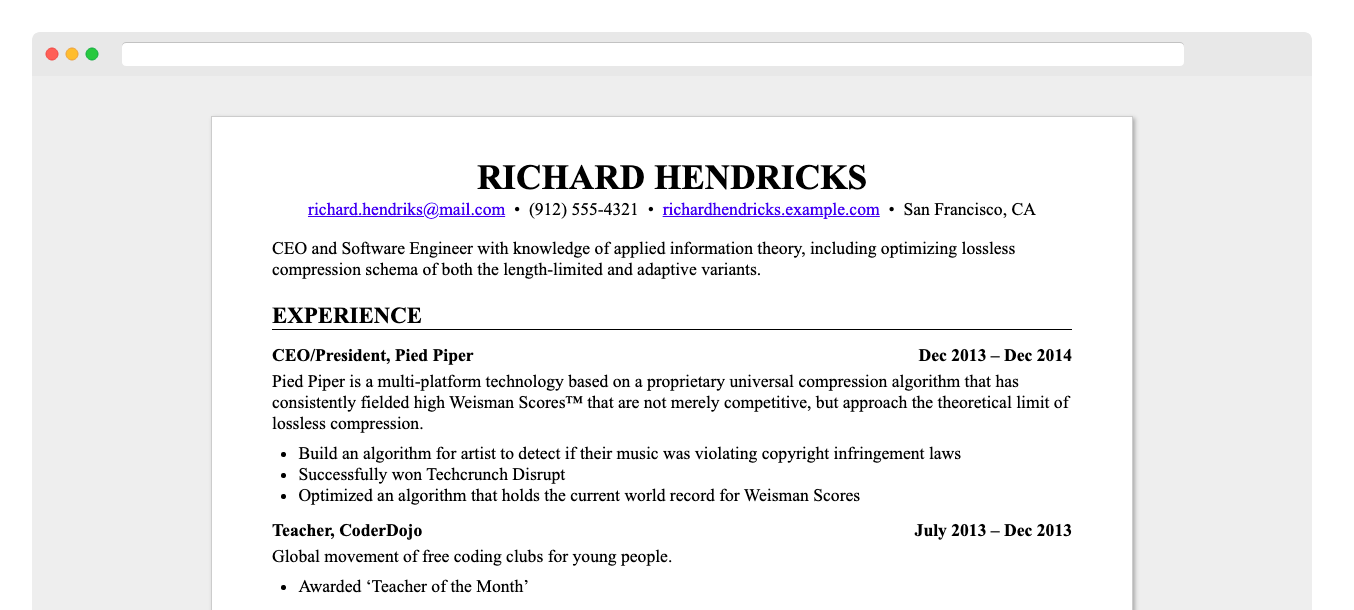 RICHARD HENDRICKS
richard.hendriks@mail.com • (912) 555-4321 • richardhendricks.example.com • San Francisco, CA
CEO and Software Engineer with knowledge of applied information theory, including optimizing lossless
compression schema of both the length-limited and adaptive variants.
EXPERIENCE
CEO/President, Pied Piper Dec 2013 – Dec 2014
Pied Piper is a multi-platform technology based on a proprietary universal compression algorithm that has
consistently fielded high Weisman Scores™ that are not merely competitive, but approach the theoretical limit of
lossless compression.
• Build an algorithm for artist to detect if their music was violating copyright infringement laws
• Successfully won Techcrunch Disrupt
• Optimized an algorithm that holds the current world record for Weisman Scores
Teacher, CoderDojo July 2013 – Dec 2013
Global movement of free coding clubs for young people.
• Awarded ‘Teacher of the Month’